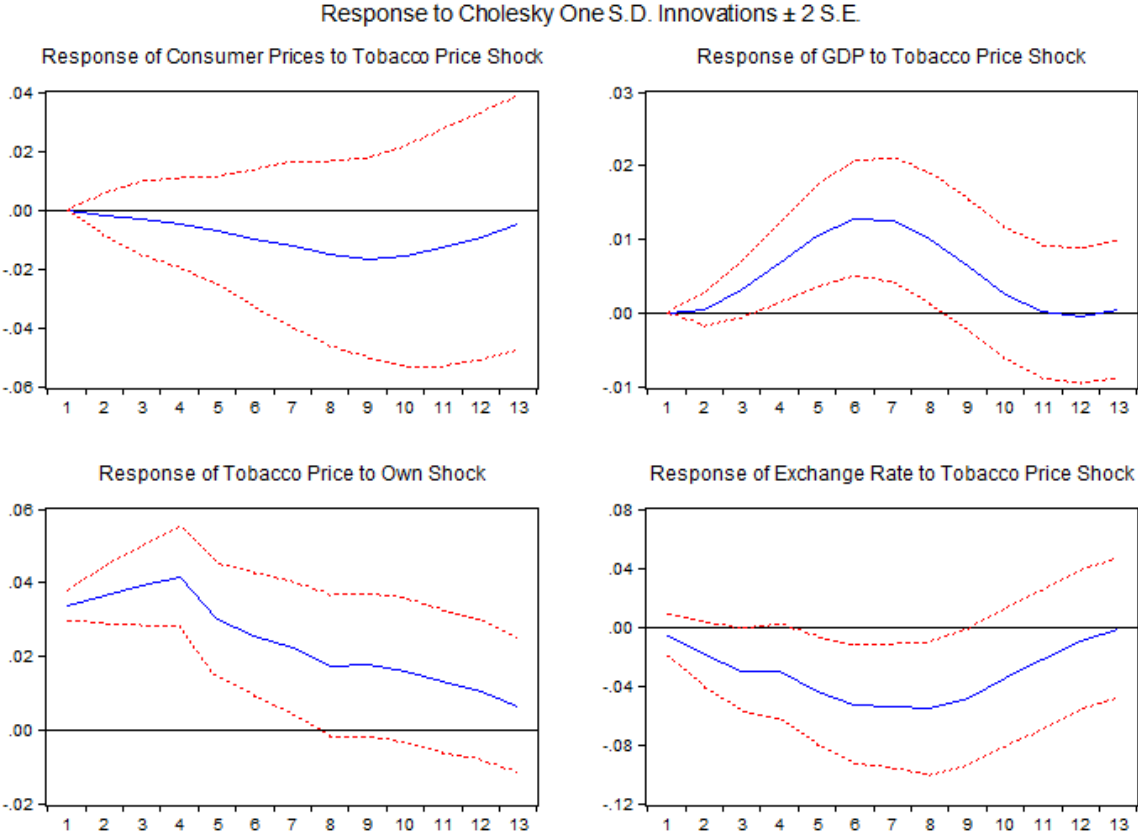 Response to Cholesky One S.D. Innovations ± 2 S.E.
Response of Consumer Prices to Tobacco Price Shock
.04
.02
.00
-.02
-.04
-.06
1 2 3 4 5 6 7 8 9 10 11 12 13
Response of GDP to Tobacco Price Shock
.03
.02
.01
.00
-.01
1 2 3 4 5 6 7 8 9 10 11 12 13
Response of Tobacco Price to Own Shock
.06
.04
.02
.00
-.02
1 2 3 4 5 6 7 8 9 10 11 12 13
Response of Exchange Rate to Tobacco Price Shock
.08
.04
.00
-.04
-.08
-.12
1 2 3 4 5 6 7 8 9 10 11 12 13